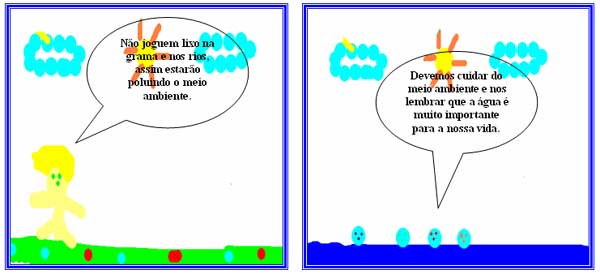 Não joguem lixo na
grama e nos rios,
assim estarão
poluindo o meio
ambiente.
Devemos cuidar do
meio ambiente e nos
lembrar que a água é
muito importante
para a nossa vida.